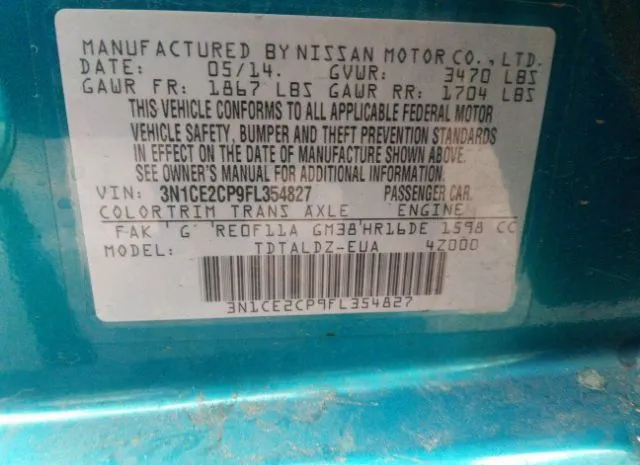 MANUFACTURED BY NISSAN MOTOR CO., LTD.
DATE: 05/14. GVWR: 3470 LBS
GAWR FR: 1867 LBS GAWR RR: 1704 LBS
THIS VEHICLE CONFORMS TO ALL APPLICABLE FEDERAL MOTOR
VEHICLE SAFETY, BUMPER AND THEFT PREVENTION STANDARDS
IN EFFECT ON THE DATE OF MANUFACTURE SHOWN ABOVE.
SEE OWNER'S MANUAL FOR ADDITIONAL INFORMATION.
VIN: 3N1CE2CP9FL354827 PASSENGER CAR.
COLOR TRIM TRANS AXLE ENGINE
FAK G RE0F11A GM38 HR16DE 1598 CC
MODEL: TDTALDZ-EUA 4Z000
3N1CE2CP9FL354827